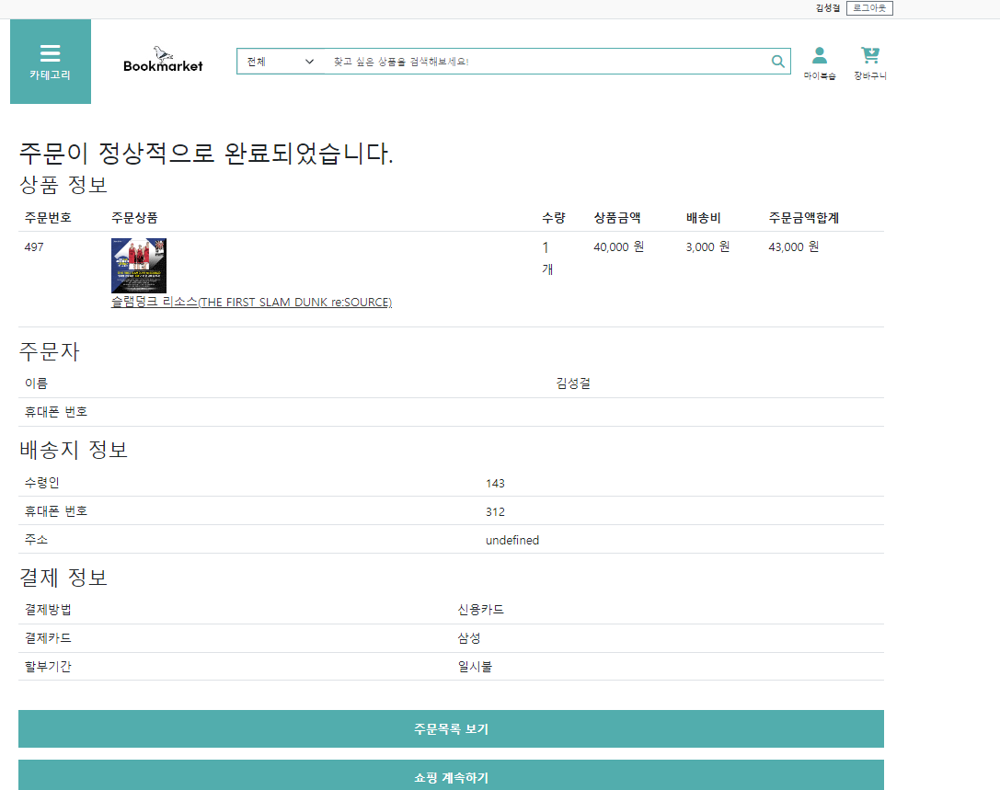 김성걸 로그아웃
카테고리
Bookmarket
전체 찾고 싶은 상품을 검색해보세요!
마이북숍 장바구니
주문이 정상적으로 완료되었습니다.
상품 정보
주문번호 주문상품 수량 상품금액 배송비 주문금액합계
497 1 40,000 원 3,000 원 43,000 원
개
슬램덩크 리소스(THE FIRST SLAM DUNK re:SOURCE)
주문자
이름 김성걸
휴대폰 번호
배송지 정보
수령인 143
휴대폰 번호 312
주소 undefined
결제 정보
결제방법 신용카드
결제카드 삼성
할부기간 일시불
주문목록 보기
쇼핑 계속하기